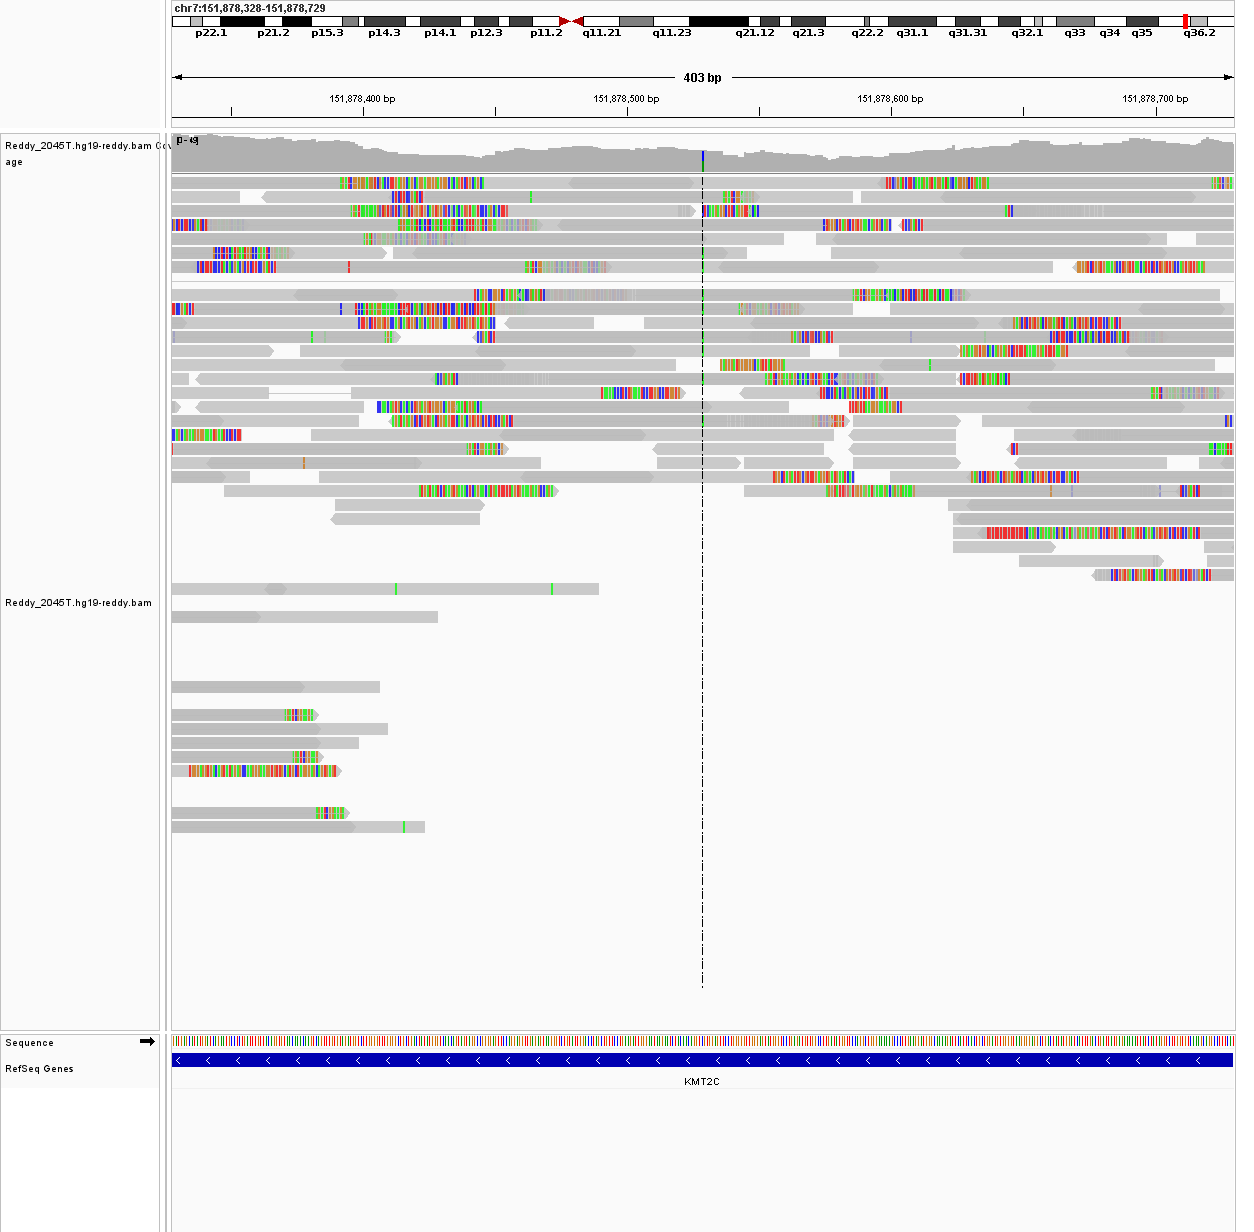 chr7:151,878,328-151,878,729
p22.1 p21.2 p15.3 p14.3 p14.1 p12.3 p11.2 q11.21 q11.23 q21.12 q21.3 q22.2 q31.1 q31.31 q32.1 q33 q34 q35 q36.2
403 bp
151,878,400 bp 151,878,500 bp 151,878,600 bp 151,878,700 bp
Reddy_2045T.hg19-reddy.bam Cov
age
Reddy_2045T.hg19-reddy.bam
Sequence
RefSeq Genes
KMT2C